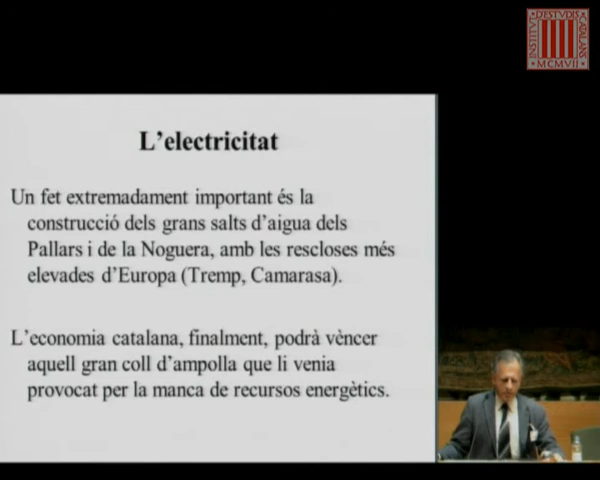 INSTITVT
D'ESTVDIS
CATALANS
MCMVII
L'electricitat
Un fet extremadament important és la
construcció dels grans salts d'aigua dels
Pallars i de la Noguera, amb les rescloses més
elevades d'Europa (Tremp, Camarasa).
L'economia catalana, finalment, podrà vèncer
aquell gran coll d'ampolla que li venia
provocat per la manca de recursos energètics.